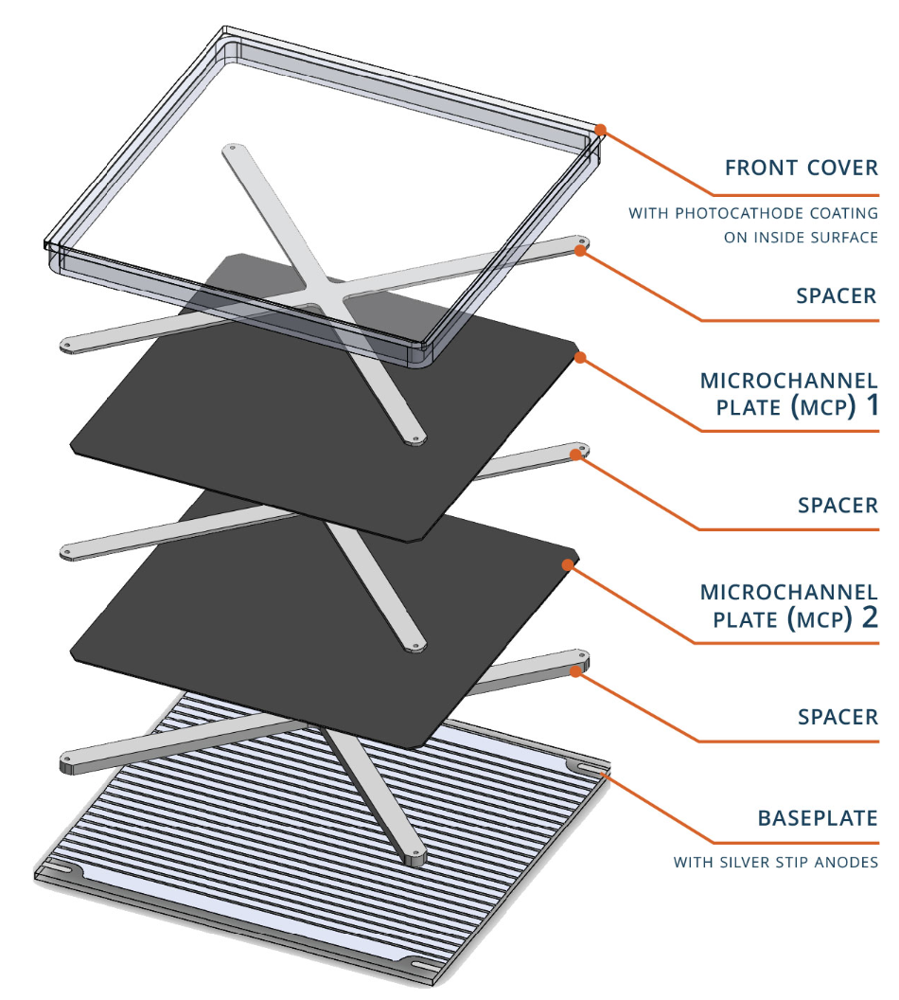 FRONT COVER
WITH PHOTOCATHODE COATING
ON INSIDE SURFACE
SPACER
MICROCHANNEL
PLATE (MCP) 1
SPACER
MICROCHANNEL
PLATE (MCP) 2
SPACER
BASEPLATE
WITH SILVER STIP ANODES